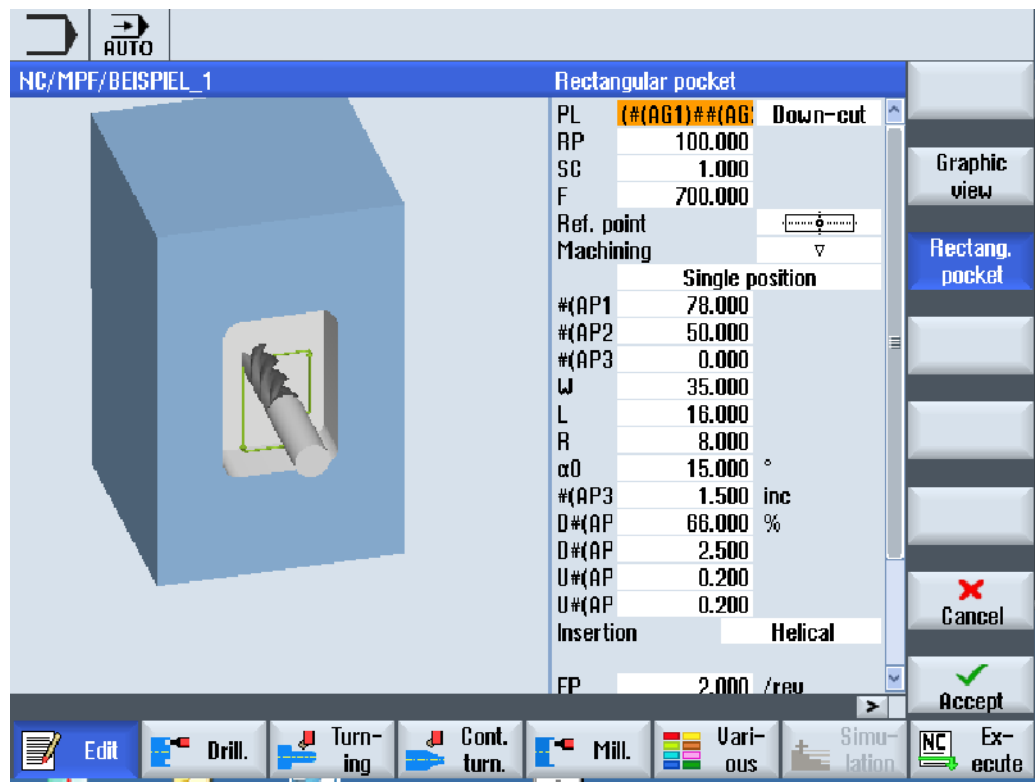 AUTO
NC/MPF/BEISPIEL_1
Rectangular pocket
PL (#(AG1)##(AG: Down-cut
RP 100.000
SC 1.000
F 700.000
Ref. point
Machining ▽
Single position
#(AP1 78.000
#(AP2 50.000
#(AP3 0.000
W 35.000
L 16.000
R 8.000
α0 15.000 °
#(AP3 1.500 inc
D#(AP 66.000 %
D#(AP 2.500
U#(AP 0.200
U#(AP 0.200
Insertion Helical
EP 2.000 /rev
Graphic
view
Rectang.
pocket
Cancel
Accept
>
Edit
Drill.
Turn-
ing
Cont.
turn.
Mill.
Vari-
ous
Simu-
lation
NC
Ex-
ecute